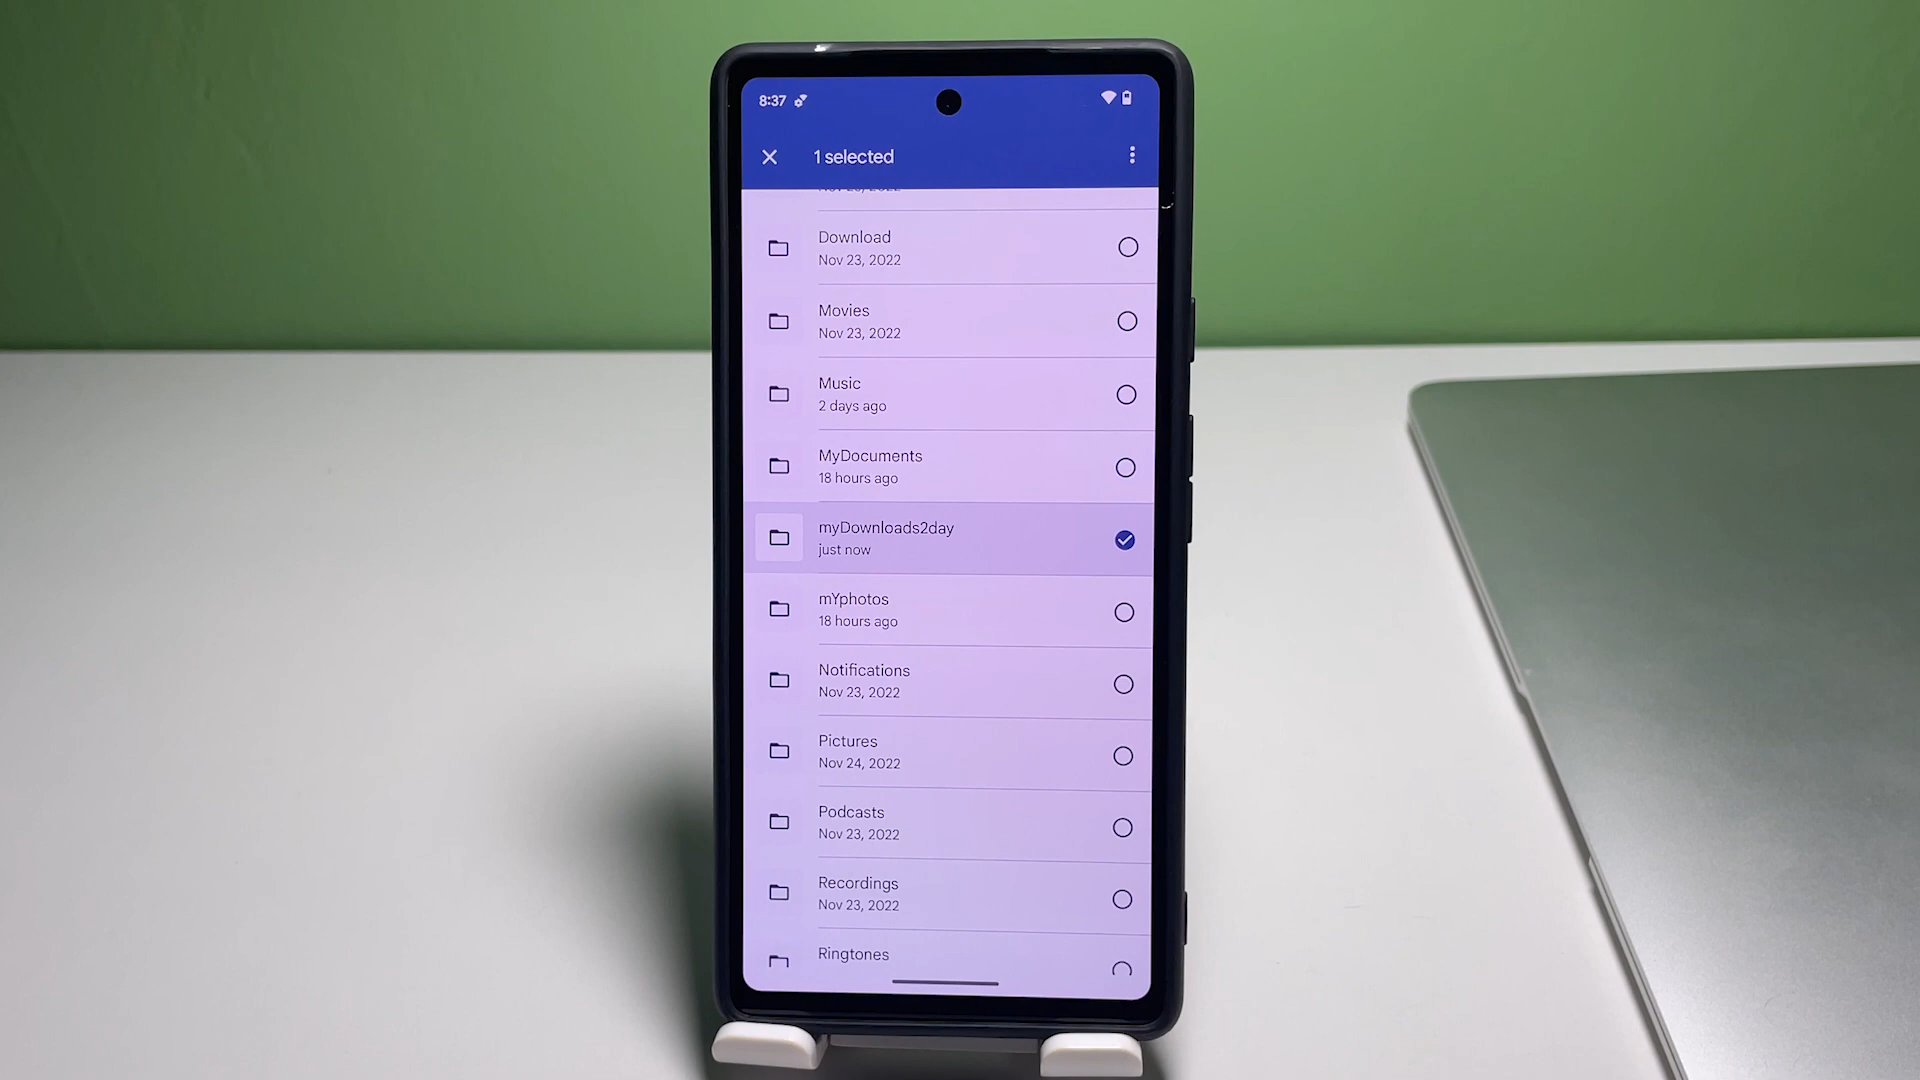 8:37
1 selected
Download
Nov 23, 2022
Movies
Nov 23, 2022
Music
2 days ago
MyDocuments
18 hours ago
myDownloads2day
just now
mYphotos
18 hours ago
Notifications
Nov 23, 2022
Pictures
Nov 24, 2022
Podcasts
Nov 23, 2022
Recordings
Nov 23, 2022
Ringtones